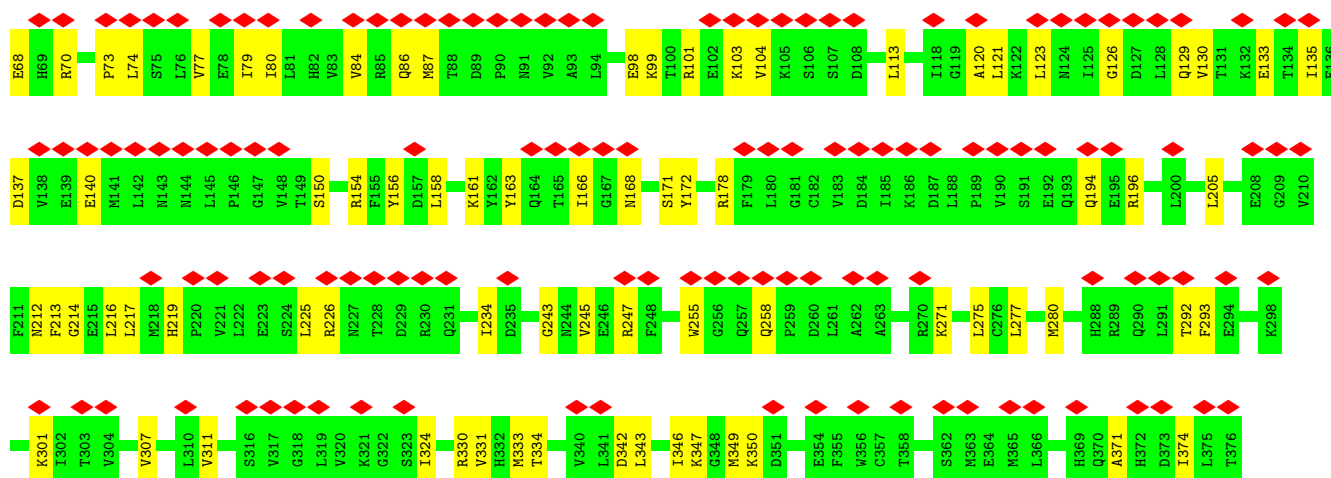 E68 H69 R70 P73 L74 S75 L76 V77 E78 I79 I80 L81 H82 V83 V84 R85 Q86 M87 T88 D89 P90 N91 V92 A93 L94 E98 K99 T100 R101 E102 K103 V104 K105 S106 S107 D108 L113 I118 G119 A120 L121 K122 L123 N124 I125 G126 D127 L128 Q129 V130 T131 K132 E133 T134 I135 E136
D137 V138 E139 E140 M141 L142 N143 N144 L145 P146 G147 V148 T149 S150 R154 F155 Y156 D157 L158 K161 Y162 Y163 Q164 T165 I166 G167 N168 S171 Y172 R178 F179 L180 G181 C182 V183 D184 I185 K186 D187 L188 P189 V190 S191 E192 Q193 Q194 E195 R196 L200 L205 E208 G209 V210
F211 N212 F213 G214 E215 L216 L217 M218 H219 P220 V221 L222 E223 S224 L225 R226 N227 T228 D229 R230 Q231 I234 D235 G243 N244 V245 E246 R247 F248 W255 G256 Q257 Q258 P259 D260 L261 A262 A263 R270 K271 L275 C276 L277 M280 H288 R289 Q290 L291 T292 F293 E294 K298
K301 I302 T303 V304 V307 L310 V311 S316 V317 G318 L319 V320 K321 G322 S323 I324 R330 V331 H332 M333 T334 V340 L341 D342 L343 I346 K347 G348 M349 K350 D351 E354 F355 W356 C357 T358 S362 M363 E364 M365 L366 H369 Q370 A371 H372 D373 I374 L375 T376